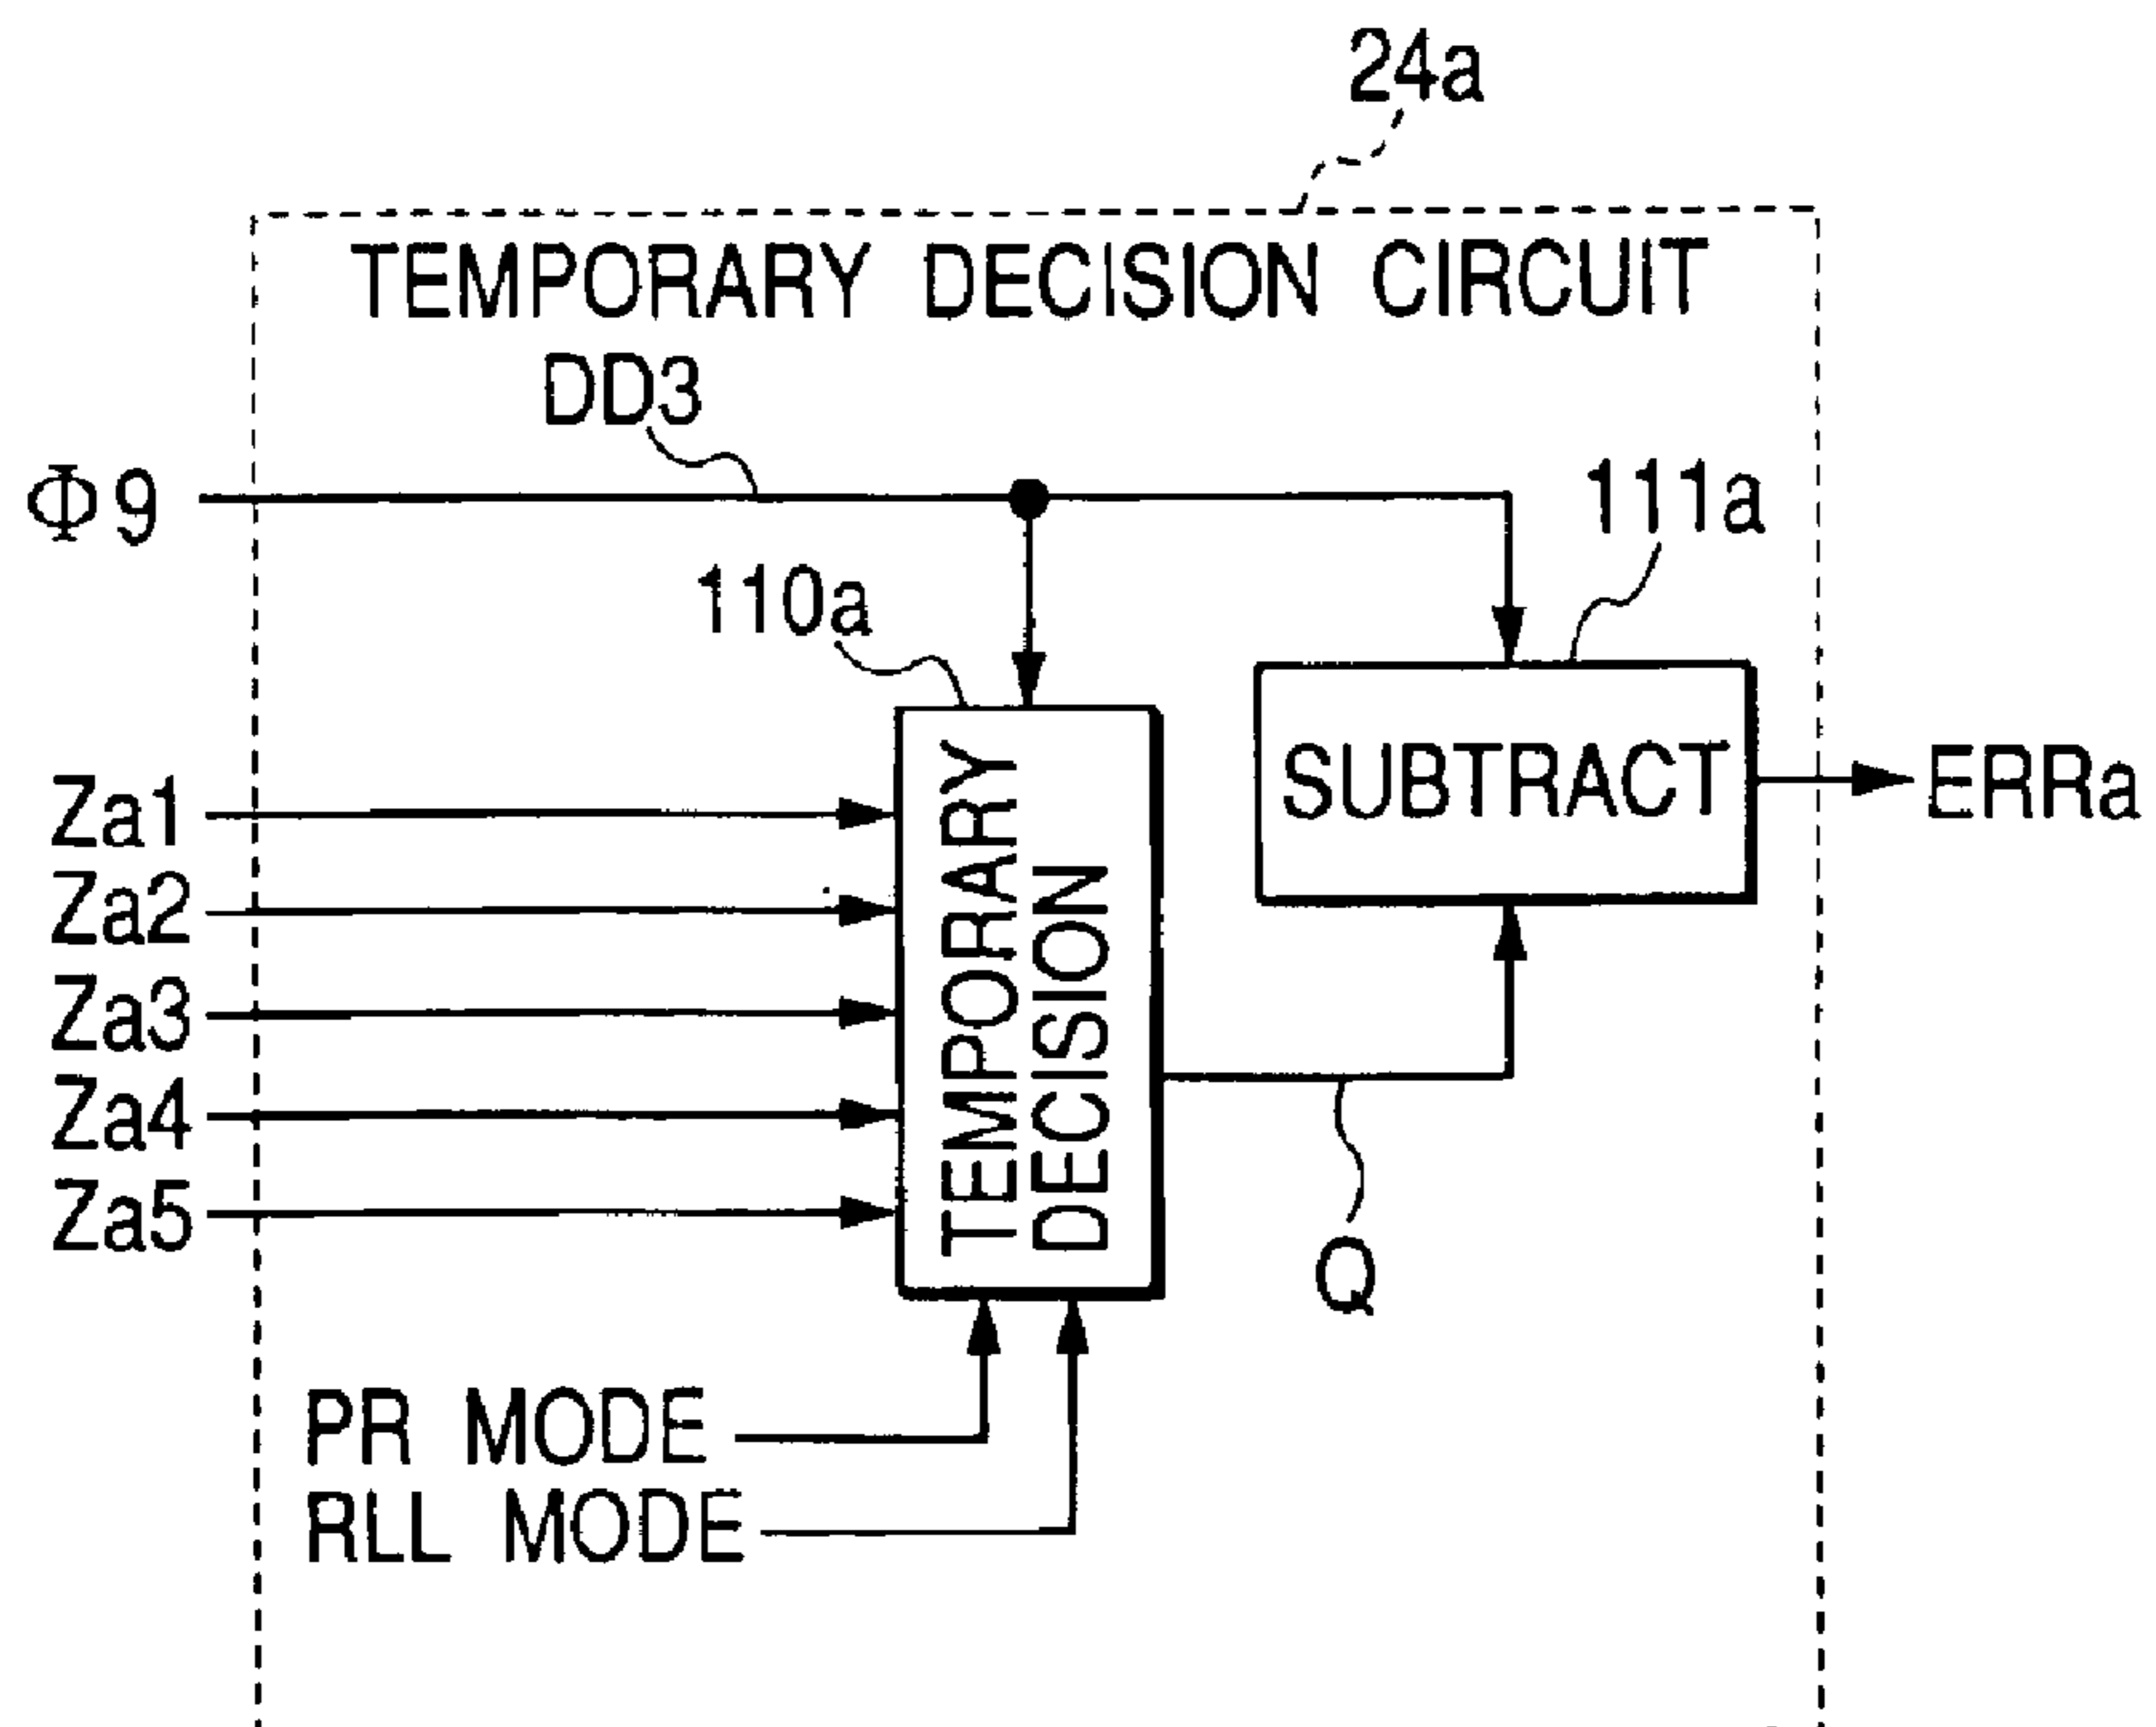 24a
TEMPORARY DECISION CIRCUIT
DD3
Φ9
111a
110a
SUBTRACT
ERRa
Za1
Za2
Za3
Za4
Za5
TEMPORARY
DECISION
Q
PR MODE
RLL MODE